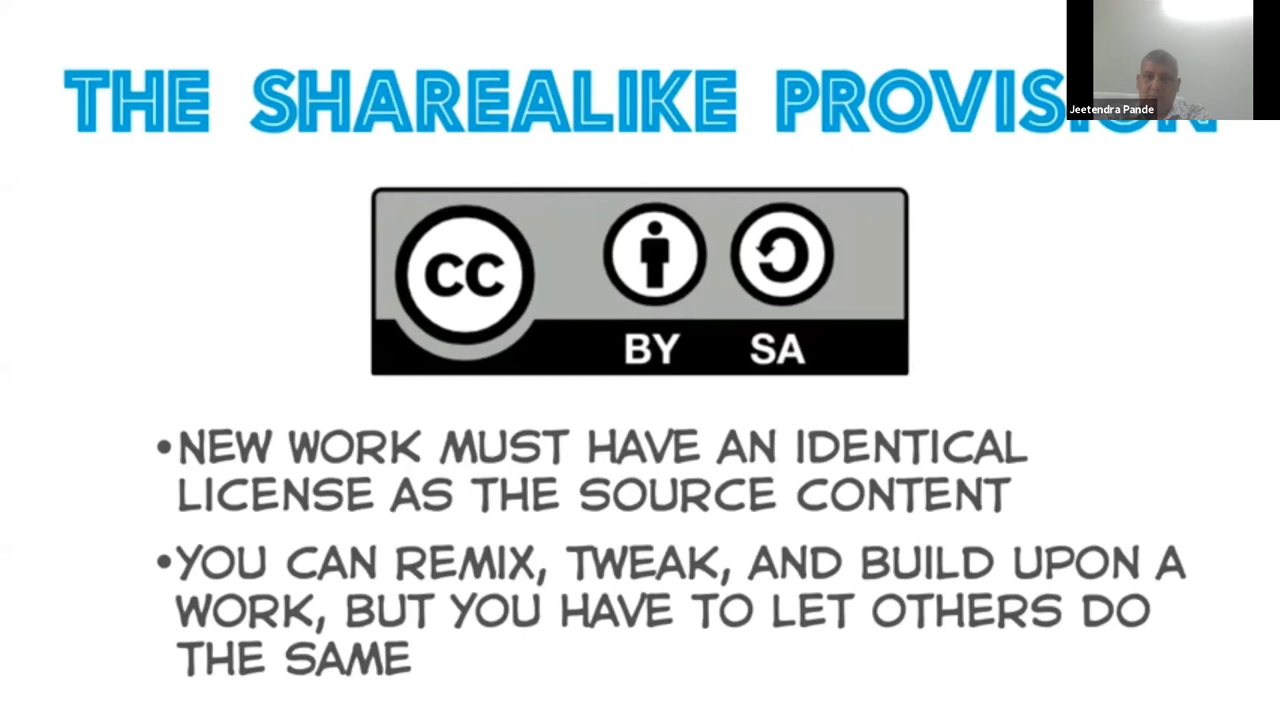 THE SHAREALIKE PROVISION
Jeetendra Pande
CC
BY SA
•NEW WORK MUST HAVE AN IDENTICAL
LICENSE AS THE SOURCE CONTENT
•YOU CAN REMIX, TWEAK, AND BUILD UPON A
WORK, BUT YOU HAVE TO LET OTHERS DO
THE SAME